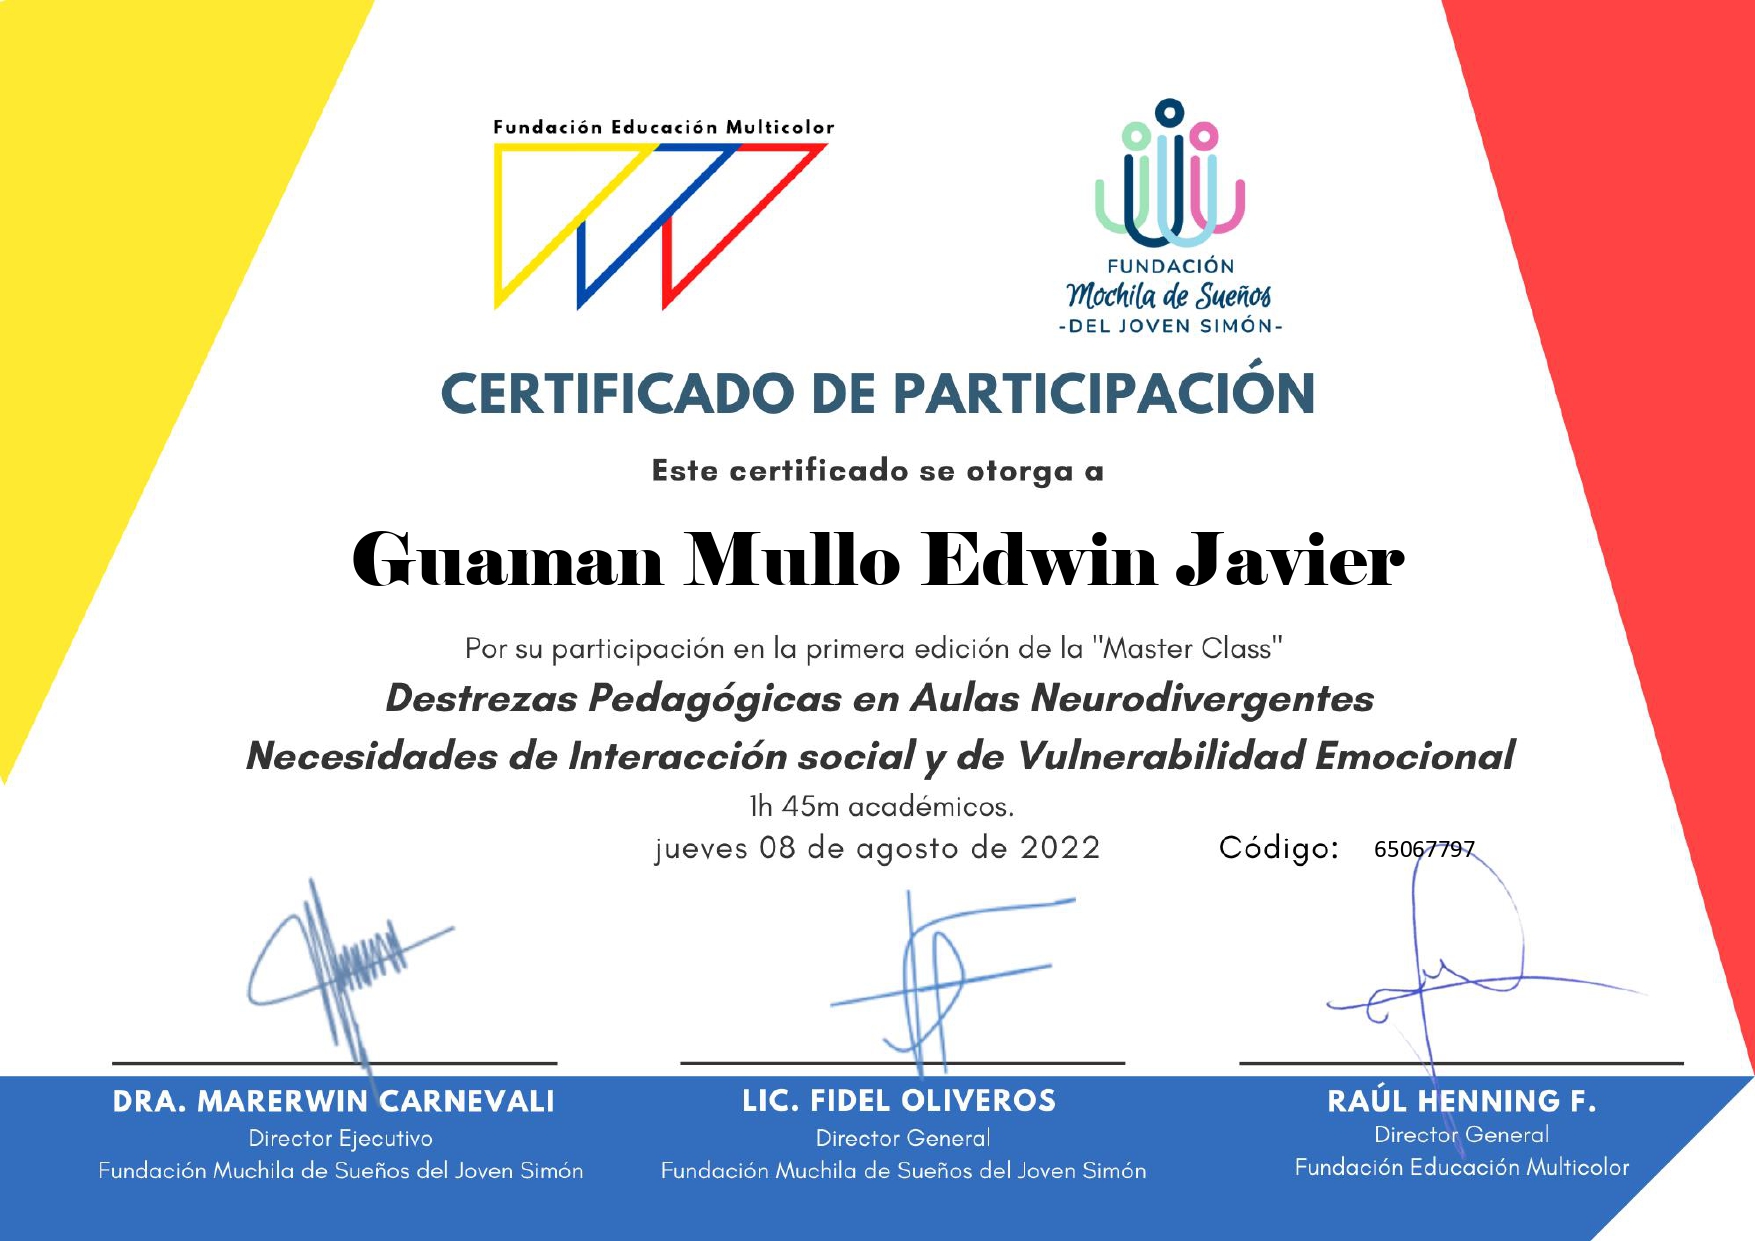 Fundación Educación Multicolor
FUNDACIÓN
Mochila de Sueños
-DEL JOVEN SIMÓN-
CERTIFICADO DE PARTICIPACIÓN
Este certificado se otorga a
Guaman Mullo Edwin Javier
Por su participación en la primera edición de la "Master Class"
Destrezas Pedagógicas en Aulas Neurodivergentes
Necesidades de Interacción social y de Vulnerabilidad Emocional
1h 45m académicos.
jueves 08 de agosto de 2022 Código: 65067797
DRA. MARERWIN CARNEVALI
Director Ejecutivo
Fundación Muchila de Sueños del Joven Simón
LIC. FIDEL OLIVEROS
Director General
Fundación Muchila de Sueños del Joven Simón
RAÚL HENNING F.
Director General
Fundación Educación Multicolor